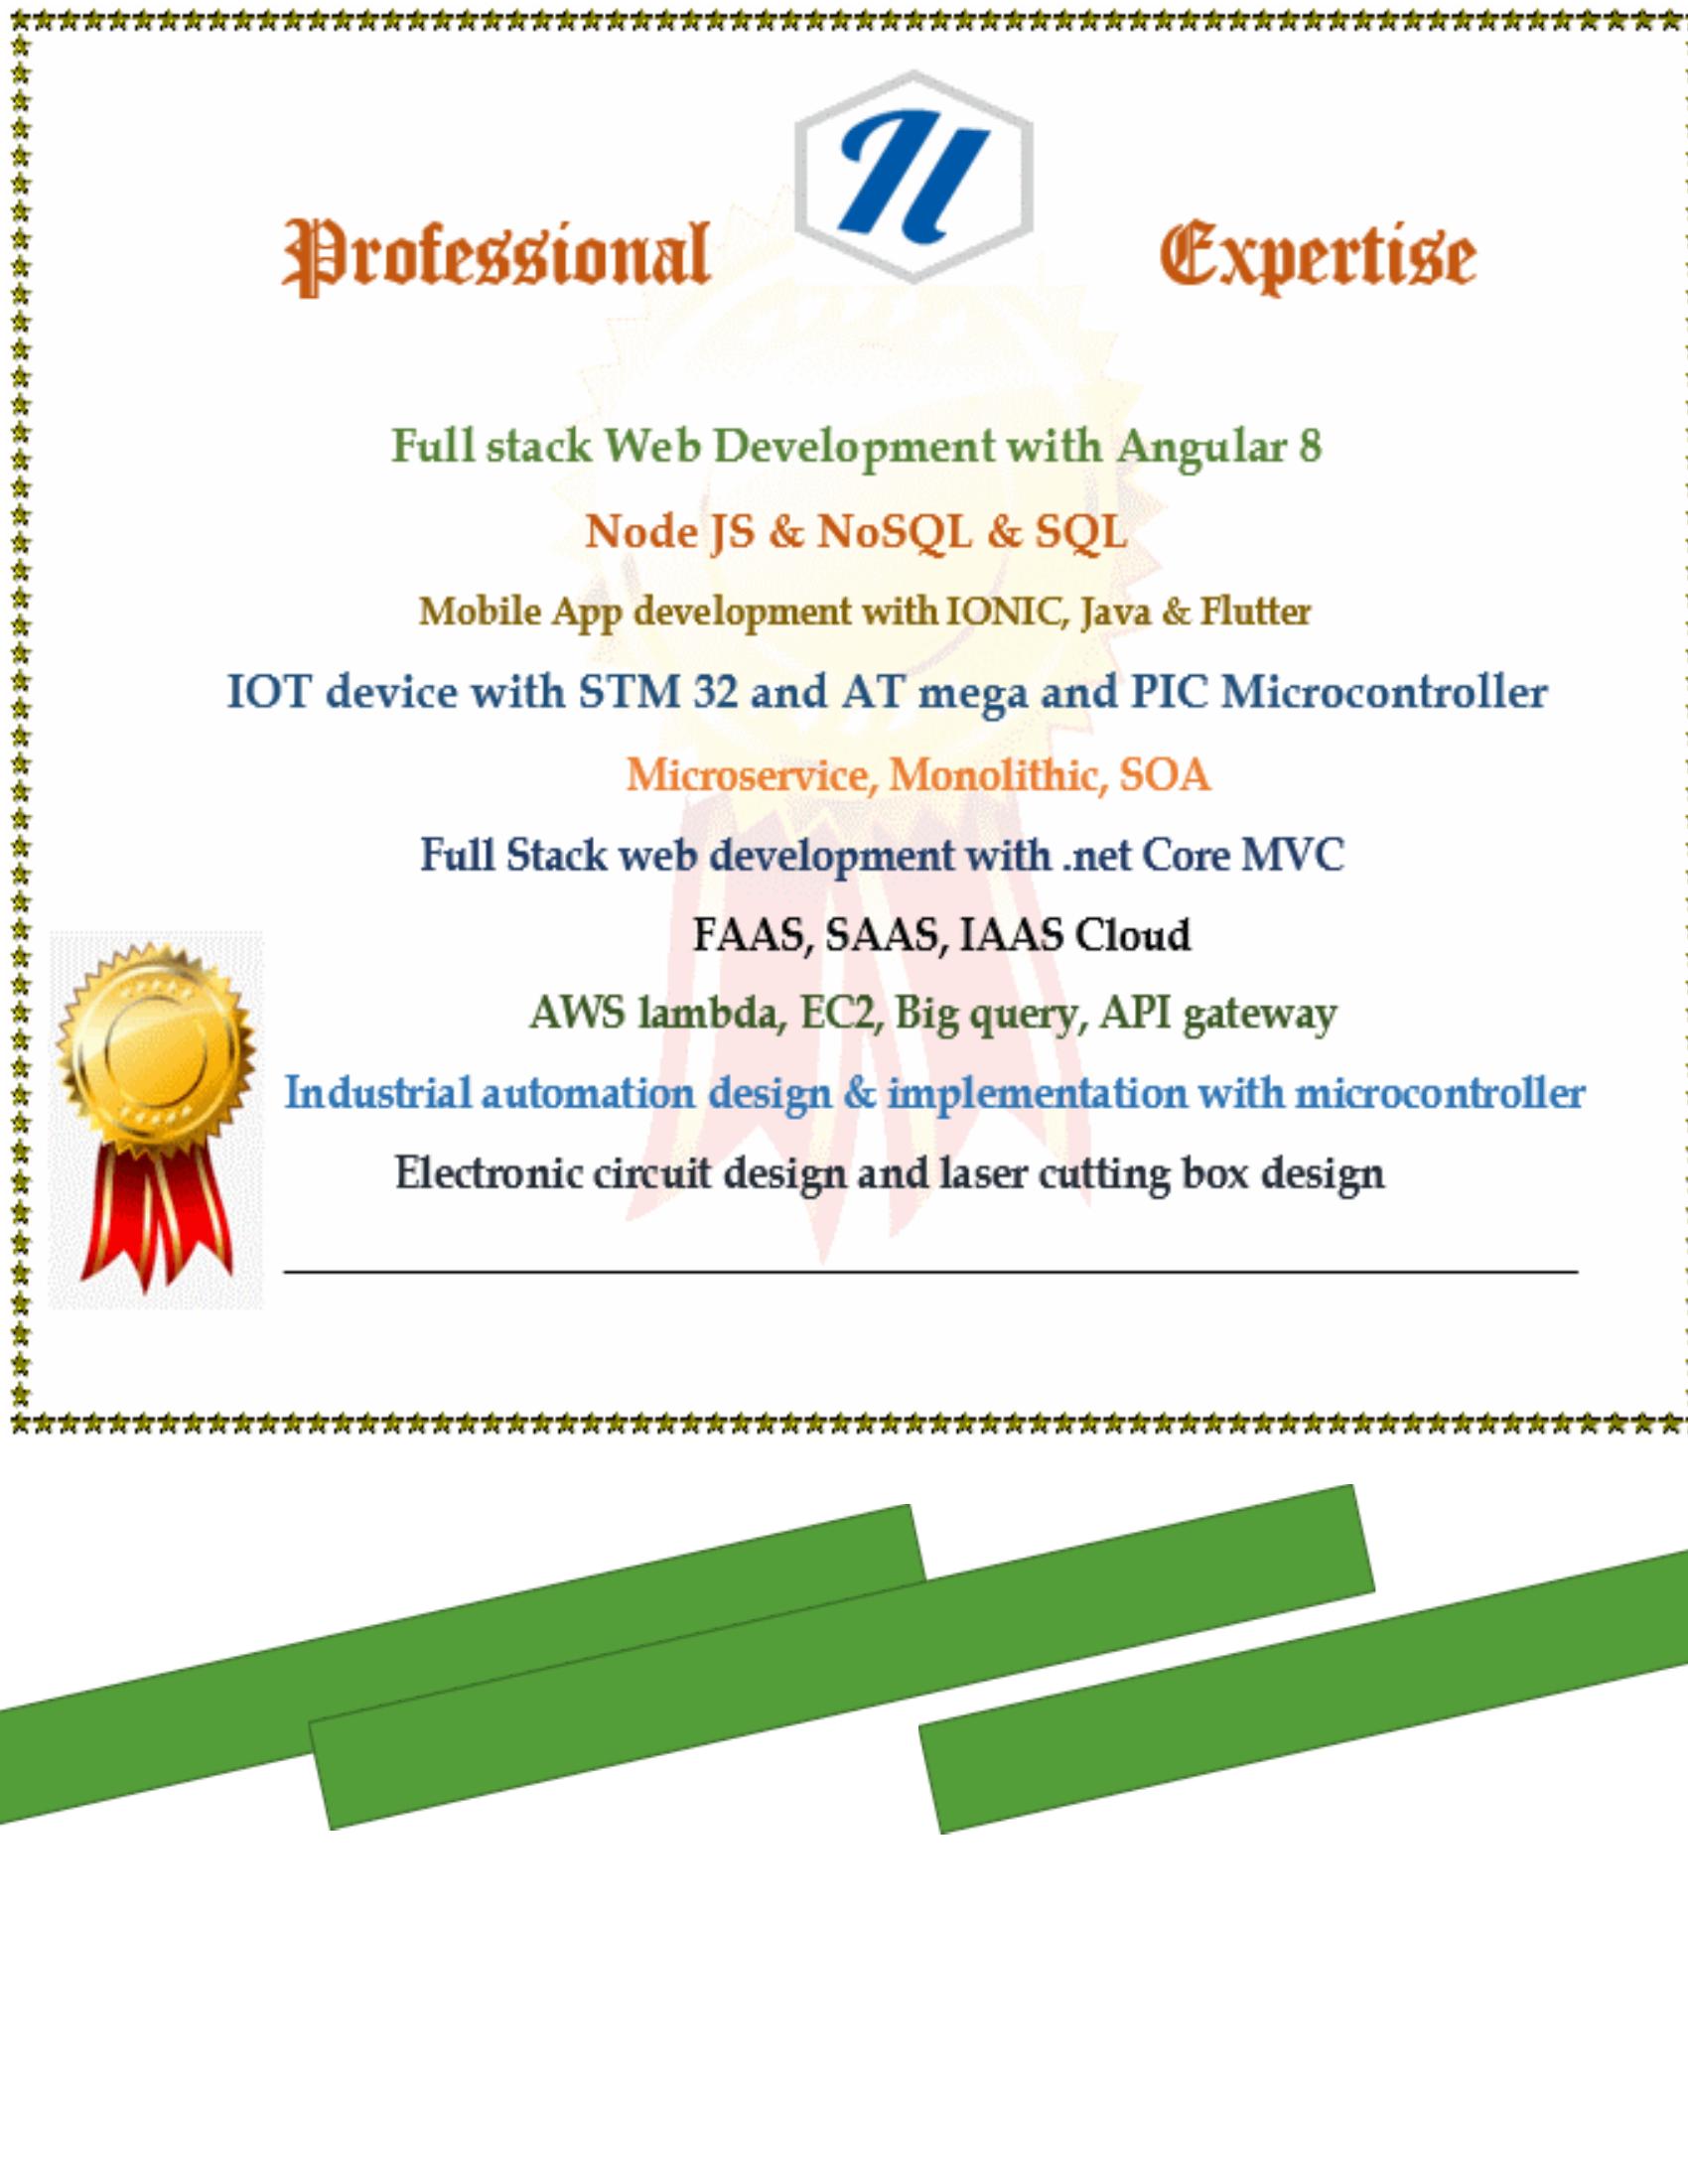 Professional Expertise
Full stack Web Development with Angular 8
Node JS & NoSQL & SQL
Mobile App development with IONIC, Java & Flutter
IOT device with STM 32 and AT mega and PIC Microcontroller
Microservice, Monolithic, SOA
Full Stack web development with .net Core MVC
FAAS, SAAS, IAAS Cloud
AWS lambda, EC2, Big query, API gateway
Industrial automation design & implementation with microcontroller
Electronic circuit design and laser cutting box design